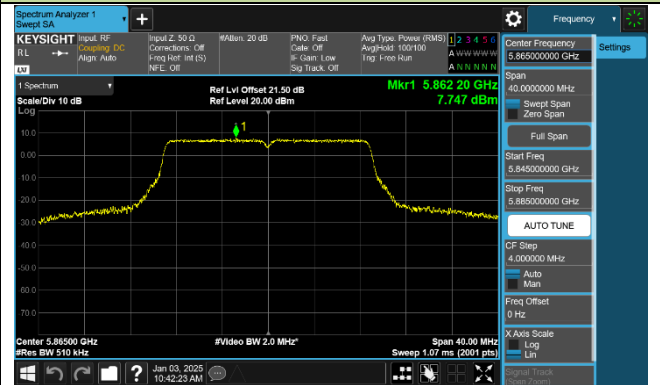 Spectrum Analyzer 1
Swept SA
Frequency
KEYSIGHT
RL
Input: RF
Coupling: DC
Align: Auto
Input Z: 50 Ω
Corrections: Off
Freq Ref: Int (S)
NFE: Off
#Atten: 20 dB
PNO: Fast
Gate: Off
IF Gain: Low
Sig Track: Off
Avg Type: Power (RMS)
Avg|Hold: 100/100
Trig: Free Run
1 2 3 4 5 6
A W W W W W
A N N N N N
1 Spectrum
Scale/Div 10 dB
Log
Ref Lvl Offset 21.50 dB
Ref Level 20.00 dBm
Mkr1 5.862 20 GHz
7.747 dBm
1
10.0
0.00
-10.0
-20.0
-30.0
-40.0
-50.0
-60.0
-70.0
Center 5.86500 GHz
#Res BW 510 kHz
#Video BW 2.0 MHz*
Span 40.00 MHz
Sweep 1.07 ms (2001 pts)
Jan 03, 2025
10:42:23 AM
Center Frequency
5.865000000 GHz
Settings
Span
40.0000000 MHz
Swept Span
Zero Span
Full Span
Start Freq
5.845000000 GHz
Stop Freq
5.885000000 GHz
AUTO TUNE
CF Step
4.000000 MHz
Auto
Man
Freq Offset
0 Hz
X Axis Scale
Log
Lin
Signal Track
(Span Zoom)